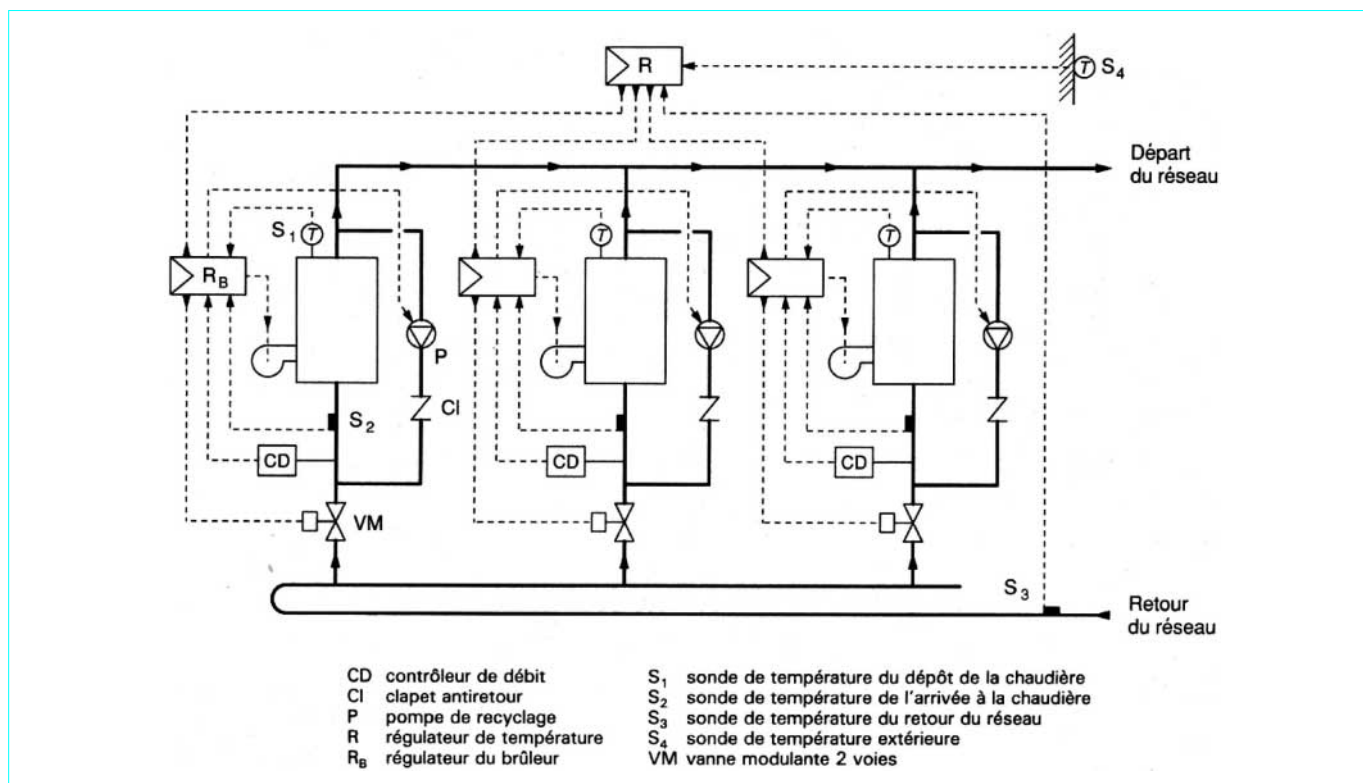 R
T S4
Départ
du réseau
S1 T
T
T
RB
P
Cl
S2
CD
CD
CD
VM
S3
Retour
du réseau
CD contrôleur de débit
Cl clapet antiretour
P pompe de recyclage
R régulateur de température
RB régulateur du brûleur
S1 sonde de température du dépôt de la chaudière
S2 sonde de température de l'arrivée à la chaudière
S3 sonde de température du retour du réseau
S4 sonde de température extérieure
VM vanne modulante 2 voies